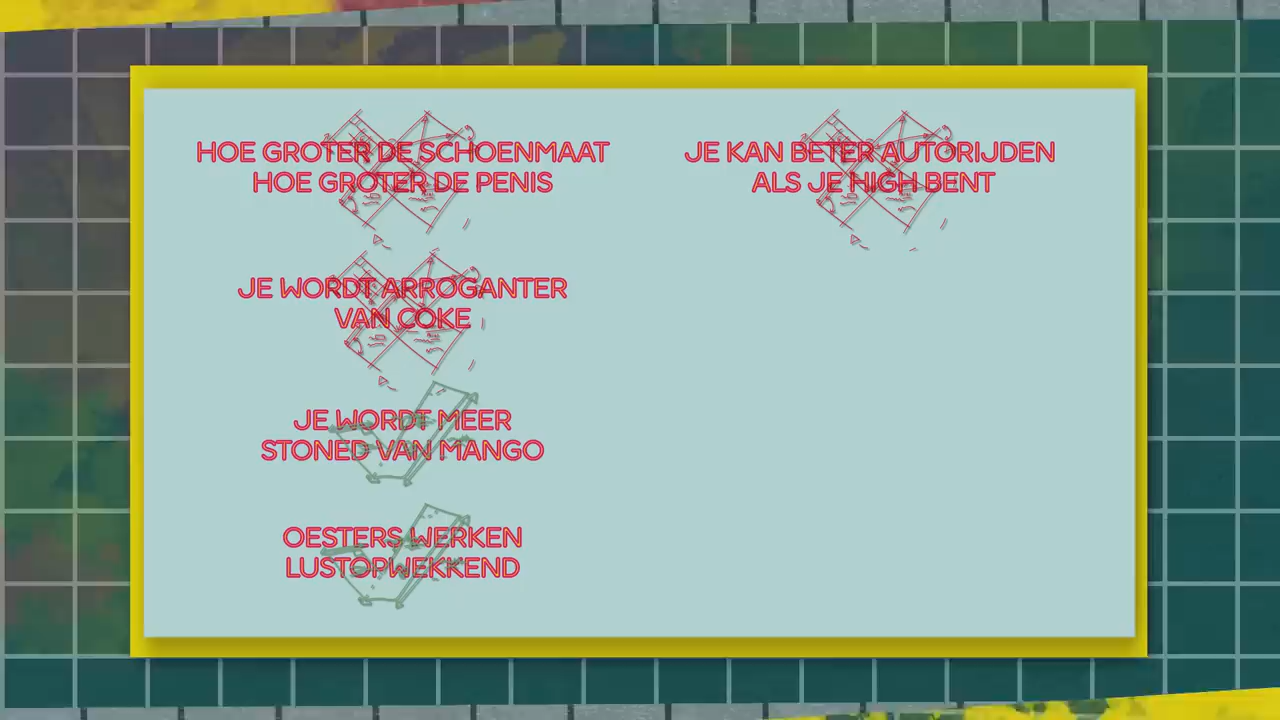 HOE GROTER DE SCHOENMAAT
HOE GROTER DE PENIS
JE WORDT ARROGANTER
VAN COKE
JE WORDT MEER
STONED VAN MANGO
OESTERS WERKEN
LUSTOPWEKKEND
JE KAN BETER AUTORIJDEN
ALS JE HIGH BENT